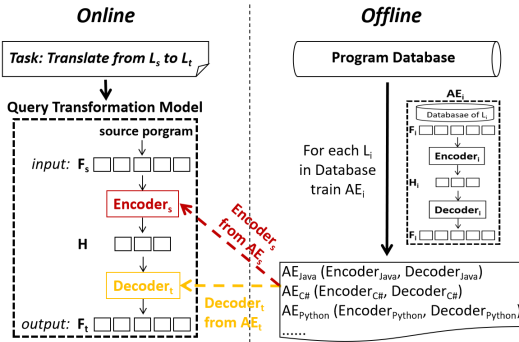 Online
Offline
Task: Translate from Ls to Lt
Program Database
Query Transformation Model
source porgram
input: Fs
Encoders
H
Decodert
output: Ft
Encoders
from AEs
Decodert
from AEt
For each Li
in Database
train AEi
AEi
Databasae of Li
Fi
Encoderi
Hi
Decoderi
Fi
AEJava (EncoderJava, DecoderJava)
AEC# (EncoderC#, DecoderC#)
AEPython (EncoderPython, DecoderPython)
......